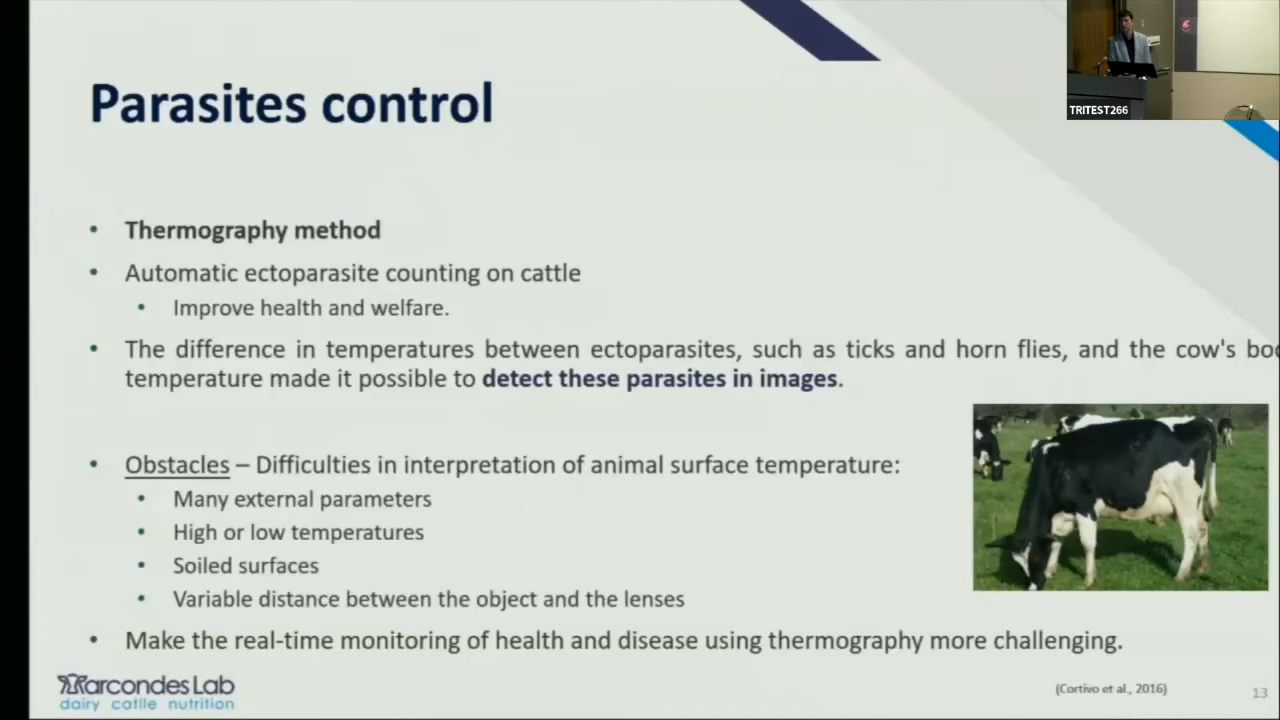 Parasites control
TRITEST266
• Thermography method
• Automatic ectoparasite counting on cattle
• Improve health and welfare.
• The difference in temperatures between ectoparasites, such as ticks and horn flies, and the cow's bo
temperature made it possible to detect these parasites in images.
• Obstacles – Difficulties in interpretation of animal surface temperature:
• Many external parameters
• High or low temperatures
• Soiled surfaces
• Variable distance between the object and the lenses
• Make the real-time monitoring of health and disease using thermography more challenging.
Marcondes Lab
dairy cattle nutrition
(Cortivo et al., 2016)
13